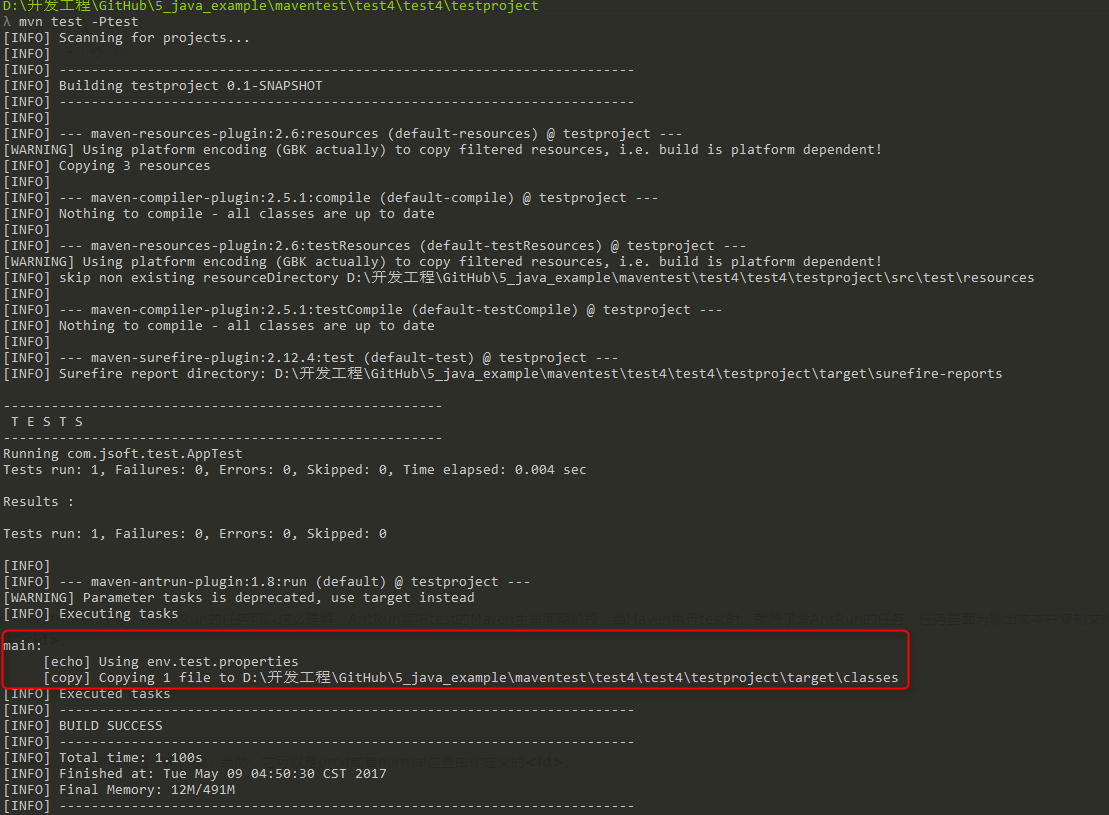 D:\开发工程\GitHub\5_java_example\maventest\test4\test4\testproject
λ mvn test -Ptest
[INFO] Scanning for projects...
[INFO]
[INFO] ------------------------------------------------------------------------
[INFO] Building testproject 0.1-SNAPSHOT
[INFO] ------------------------------------------------------------------------
[INFO]
[INFO] --- maven-resources-plugin:2.6:resources (default-resources) @ testproject ---
[WARNING] Using platform encoding (GBK actually) to copy filtered resources, i.e. build is platform dependent!
[INFO] Copying 3 resources
[INFO]
[INFO] --- maven-compiler-plugin:2.5.1:compile (default-compile) @ testproject ---
[INFO] Nothing to compile - all classes are up to date
[INFO]
[INFO] --- maven-resources-plugin:2.6:testResources (default-testResources) @ testproject ---
[WARNING] Using platform encoding (GBK actually) to copy filtered resources, i.e. build is platform dependent!
[INFO] skip non existing resourceDirectory D:\开发工程\GitHub\5_java_example\maventest\test4\test4\testproject\src\test\resources
[INFO]
[INFO] --- maven-compiler-plugin:2.5.1:testCompile (default-testCompile) @ testproject ---
[INFO] Nothing to compile - all classes are up to date
[INFO]
[INFO] --- maven-surefire-plugin:2.12.4:test (default-test) @ testproject ---
[INFO] Surefire report directory: D:\开发工程\GitHub\5_java_example\maventest\test4\test4\testproject\target\surefire-reports
-------------------------------------------------------
T E S T S
-------------------------------------------------------
Running com.jsoft.test.AppTest
Tests run: 1, Failures: 0, Errors: 0, Skipped: 0, Time elapsed: 0.004 sec
Results :
Tests run: 1, Failures: 0, Errors: 0, Skipped: 0
[INFO]
[INFO] --- maven-antrun-plugin:1.8:run (default) @ testproject ---
[WARNING] Parameter tasks is deprecated, use target instead
[INFO] Executing tasks
main:
[echo] Using env.test.properties
[copy] Copying 1 file to D:\开发工程\GitHub\5_java_example\maventest\test4\test4\testproject\target\classes
[INFO] Executed tasks
[INFO] ------------------------------------------------------------------------
[INFO] BUILD SUCCESS
[INFO] ------------------------------------------------------------------------
[INFO] Total time: 1.100s
[INFO] Finished at: Tue May 09 04:50:30 CST 2017
[INFO] Final Memory: 12M/491M
[INFO] ------------------------------------------------------------------------